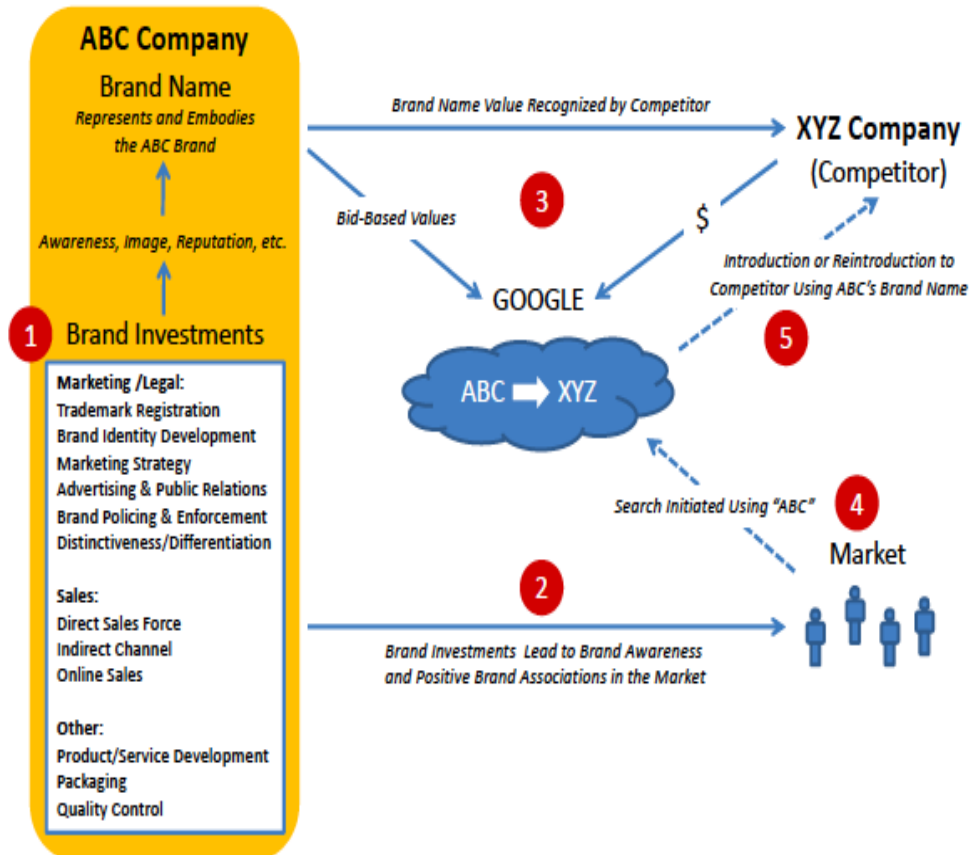 ABC Company
Brand Name
Represents and Embodies
the ABC Brand
Awareness, Image, Reputation, etc.
1
Brand Investments
Marketing /Legal:
Trademark Registration
Brand Identity Development
Marketing Strategy
Advertising & Public Relations
Brand Policing & Enforcement
Distinctiveness/Differentiation
Sales:
Direct Sales Force
Indirect Channel
Online Sales
Other:
Product/Service Development
Packaging
Quality Control
Brand Name Value Recognized by Competitor
XYZ Company
(Competitor)
3
Bid-Based Values
$
GOOGLE
Introduction or Reintroduction to
Competitor Using ABC's Brand Name
5
ABC XYZ
Search Initiated Using "ABC"
4
Market
2
Brand Investments Lead to Brand Awareness
and Positive Brand Associations in the Market